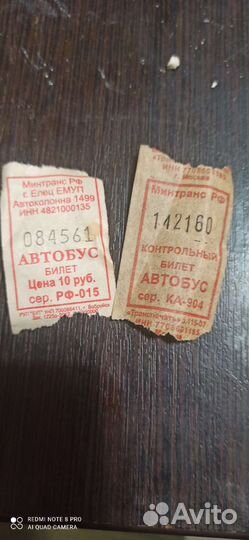 Минтранс РФ
г. Елец ЕМУП
Автоколонна 1499
ИНН 4821000135
084561
АВТОБУС
БИЛЕТ
Цена 10 руб.
сер. РФ-015
г. Москва
Минтранс РФ
142160
КОНТРОЛЬНЫЙ
БИЛЕТ
АВТОБУС
сер. КА-904
REDMI NOTE 8 PRO
AI QUAD CAMERA
Avito